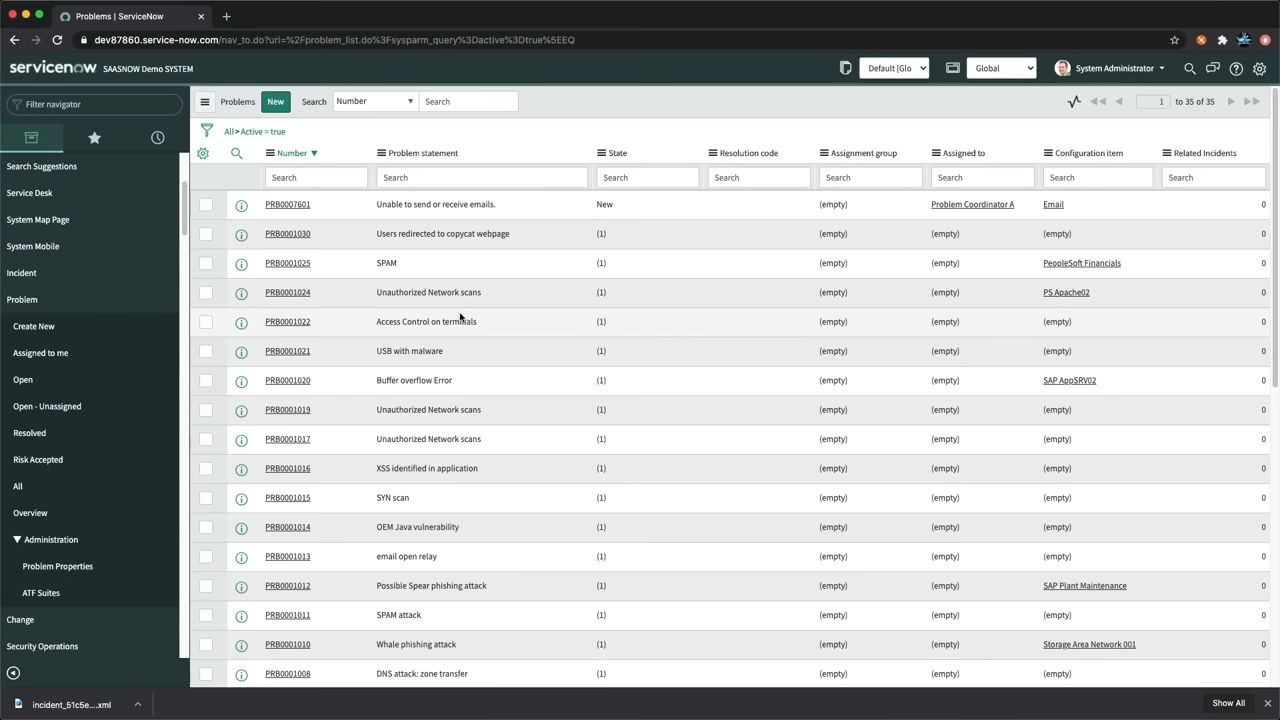 Problems | ServiceNow
dev87860.service-now.com/nav_to.do?uri=%2Fproblem_list.do%3Fsysparm_query%3Dactive%3Dtrue%5EEQ
servicenow SAASNOW Demo SYSTEM Default [Glo Global System Administrator
Filter navigator
Search Suggestions
Service Desk
System Map Page
System Mobile
Incident
Problem
Create New
Assigned to me
Open
Open - Unassigned
Resolved
Risk Accepted
All
Overview
Administration
Problem Properties
ATF Suites
Change
Security Operations
Problems New Search Number Search 1 to 35 of 35
All > Active = true
Number Problem statement State Resolution code Assignment group Assigned to Configuration item Related Incidents
Search Search Search Search Search Search Search Search
PRB0007601 Unable to send or receive emails. New (empty) Problem Coordinator A Email 0
PRB0001030 Users redirected to copycat webpage (1) (empty) (empty) (empty) 0
PRB0001025 SPAM (1) (empty) (empty) PeopleSoft Financials 0
PRB0001024 Unauthorized Network scans (1) (empty) (empty) PS Apache02 0
PRB0001022 Access Control on terminals (1) (empty) (empty) (empty) 0
PRB0001021 USB with malware (1) (empty) (empty) (empty) 0
PRB0001020 Buffer overflow Error (1) (empty) (empty) SAP AppSRV02 0
PRB0001019 Unauthorized Network scans (1) (empty) (empty) (empty) 0
PRB0001017 Unauthorized Network scans (1) (empty) (empty) (empty) 0
PRB0001016 XSS identified in application (1) (empty) (empty) (empty) 0
PRB0001015 SYN scan (1) (empty) (empty) (empty) 0
PRB0001014 OEM Java vulnerability (1) (empty) (empty) (empty) 0
PRB0001013 email open relay (1) (empty) (empty) (empty) 0
PRB0001012 Possible Spear phishing attack (1) (empty) (empty) SAP Plant Maintenance 0
PRB0001011 SPAM attack (1) (empty) (empty) (empty) 0
PRB0001010 Whale phishing attack (1) (empty) (empty) Storage Area Network 001 0
PRB0001008 DNS attack: zone transfer (1) (empty) (empty) (empty) 0
incident_51c5e....xml Show All